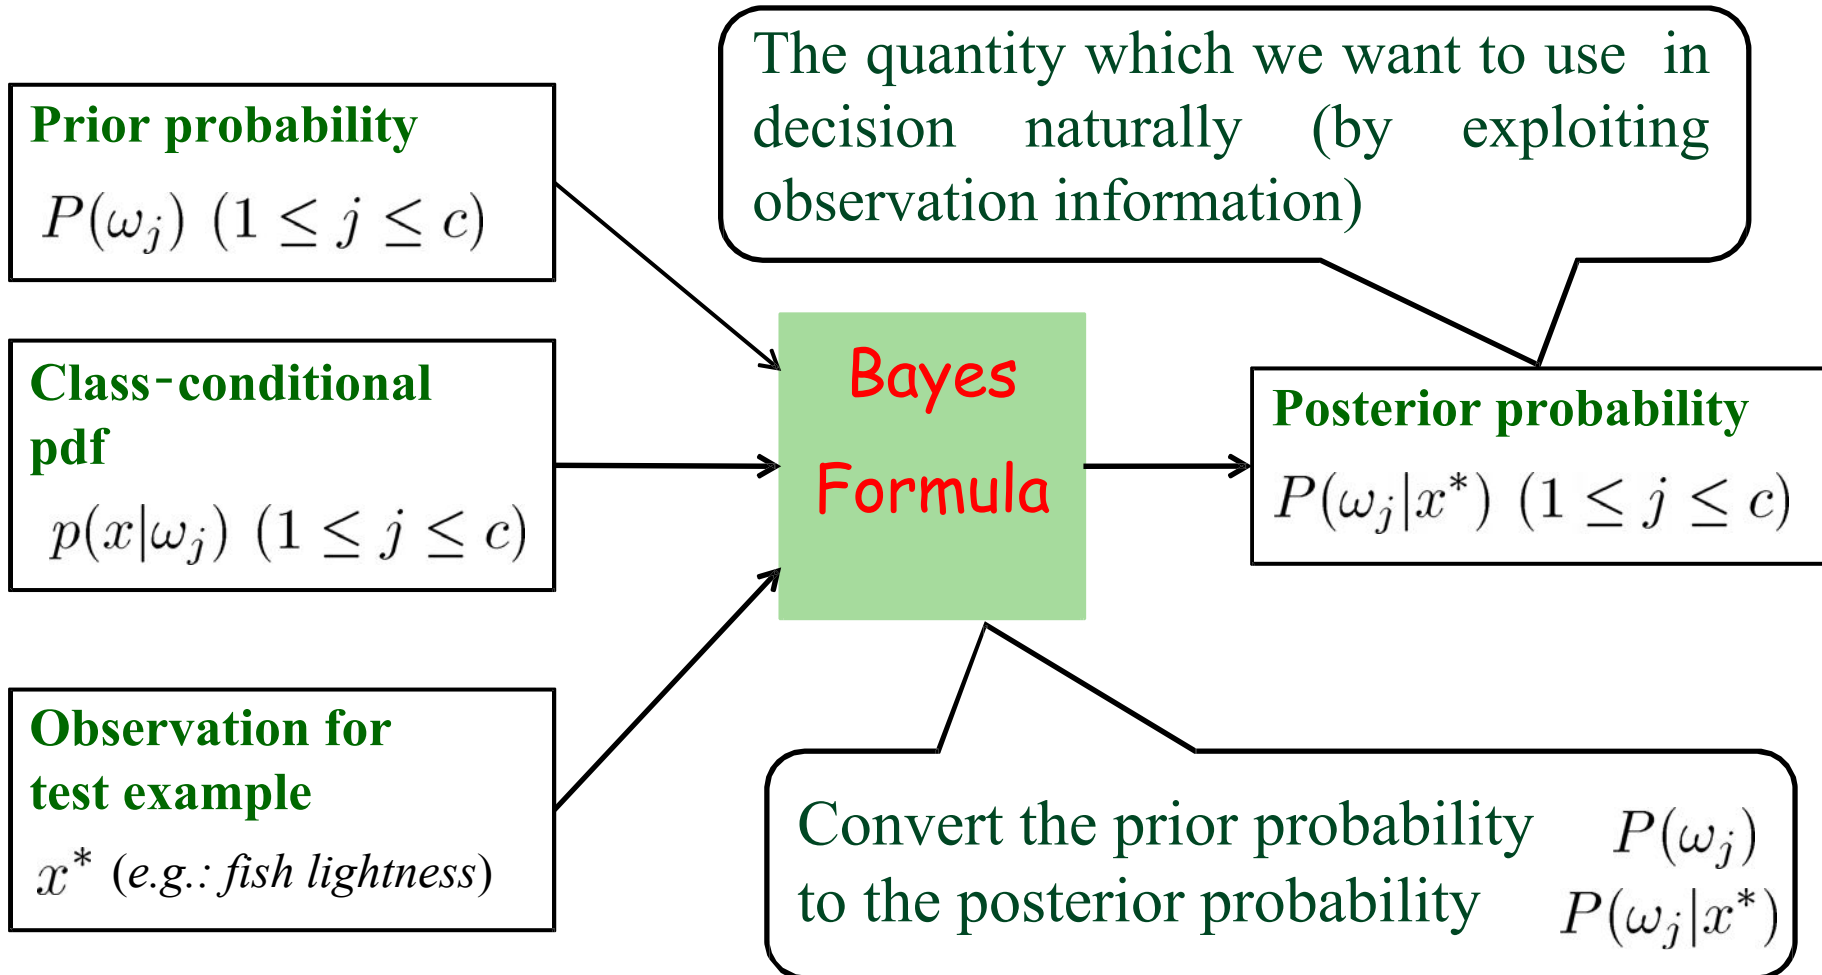 The quantity which we want to use in
decision naturally (by exploiting
observation information)
Prior probability
P(ω_j) (1 ≤ j ≤ c)
Class-conditional
pdf
p(x|ω_j) (1 ≤ j ≤ c)
Observation for
test example
x* (e.g.: fish lightness)
Bayes
Formula
Posterior probability
P(ω_j|x*) (1 ≤ j ≤ c)
Convert the prior probability P(ω_j)
to the posterior probability P(ω_j|x*)